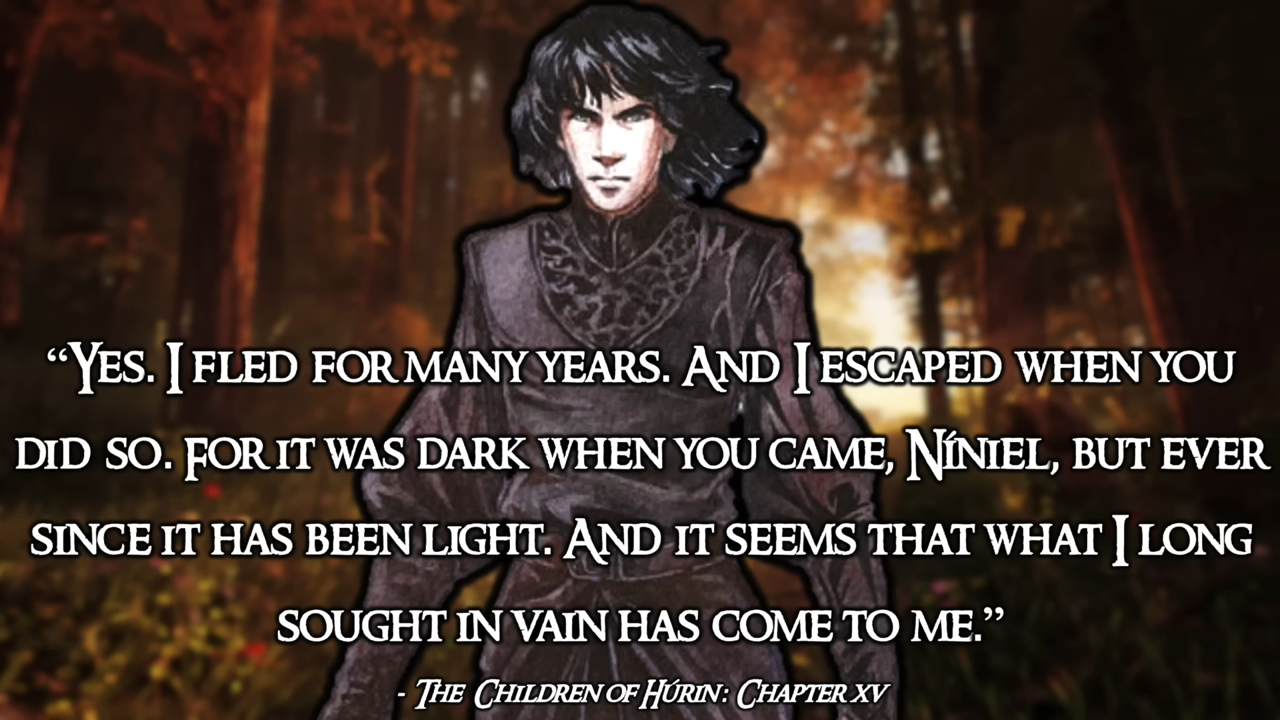 “Yes. I fled for many years. And I escaped when you
did so. For it was dark when you came, Níniel, but ever
since it has been light. And it seems that what I long
sought in vain has come to me.”
- The Children of Húrin: Chapter XV